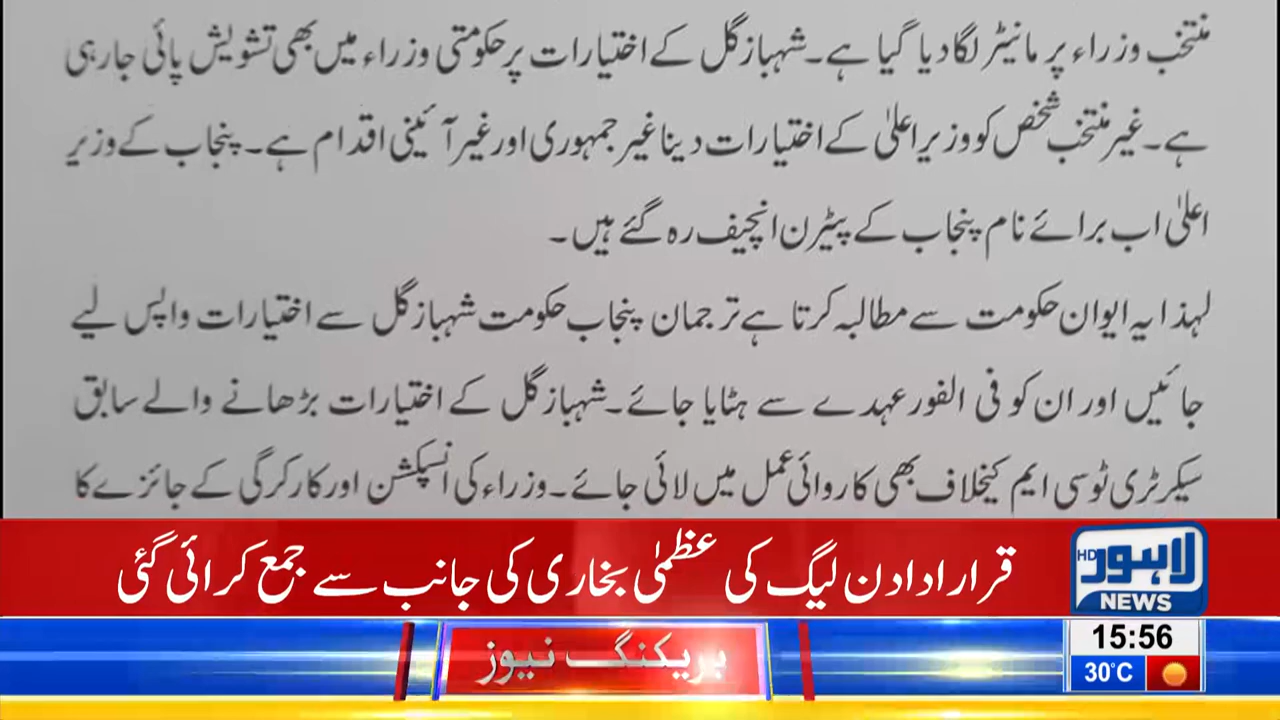 منتخب وزراء پر مانیٹر لگا دیا گیا ہے۔ شہباز گل کے اختیارات پر حکومتی وزراء میں بھی تشویش پائی جا رہی
ہے۔ غیر منتخب شخص کو وزیر اعلیٰ کے اختیارات دینا غیر جمہوری اور غیر آئینی اقدام ہے۔ پنجاب کے وزیر
اعلیٰ اب برائے نام پنجاب کے پیٹرن انچیف رہ گئے ہیں۔
لہذا یہ ایوان حکومت سے مطالبہ کرتا ہے ترجمان پنجاب حکومت شہباز گل سے اختیارات واپس لیے
جائیں اور ان کو فی الفور عہدے سے ہٹایا جائے۔ شہباز گل کے اختیارات بڑھانے والے سابق
سیکرٹری ٹو سی ایم کیخلاف بھی کاروائی عمل میں لائی جائے۔ وزراء کی انسپکشن اور کارکرگی کے جائزے کا
قرارداد ن لیگ کی عظمیٰ بخاری کی جانب سے جمع کرائی گئی
لاہور HD
NEWS
بریکنگ نیوز
15:56
30°C